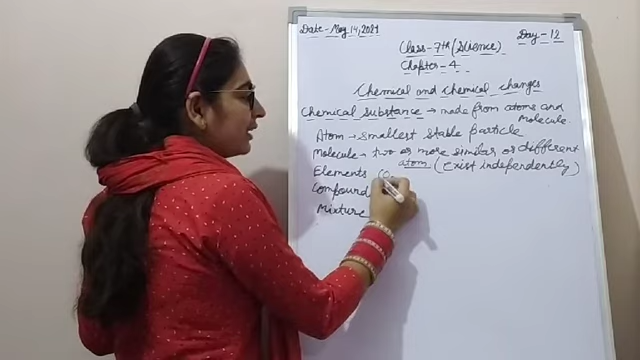 Date - May 14, 2021
Day - 12
Class - 7th (Science)
Chapter - 4
Chemical and Chemical changes
Chemical substance → made from atoms and
Molecule.
Atom → smallest stable particle
Molecule → two or more similar or different
atom (Exist independently)
Elements (O
Compound
Mixture